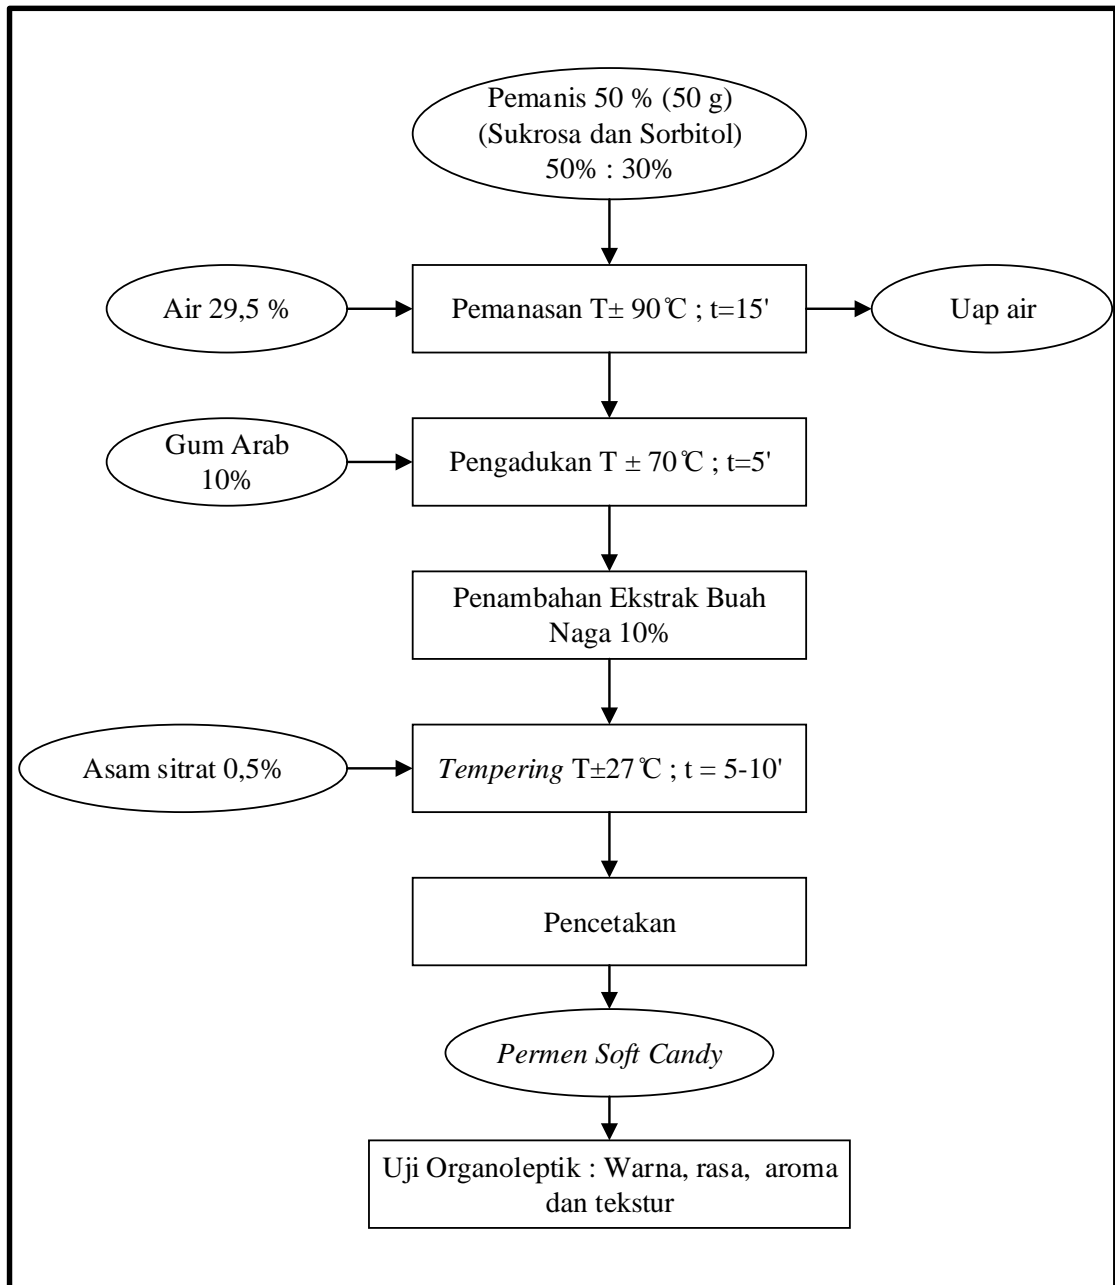 Pemanis 50 % (50 g)
(Sukrosa dan Sorbitol)
50% : 30%
Air 29,5 %
Pemanasan T± 90℃ ; t=15'
Uap air
Gum Arab
10%
Pengadukan T ± 70℃ ; t=5'
Penambahan Ekstrak Buah
Naga 10%
Asam sitrat 0,5%
Tempering T±27℃ ; t = 5-10'
Pencetakan
Permen Soft Candy
Uji Organoleptik : Warna, rasa, aroma
dan tekstur